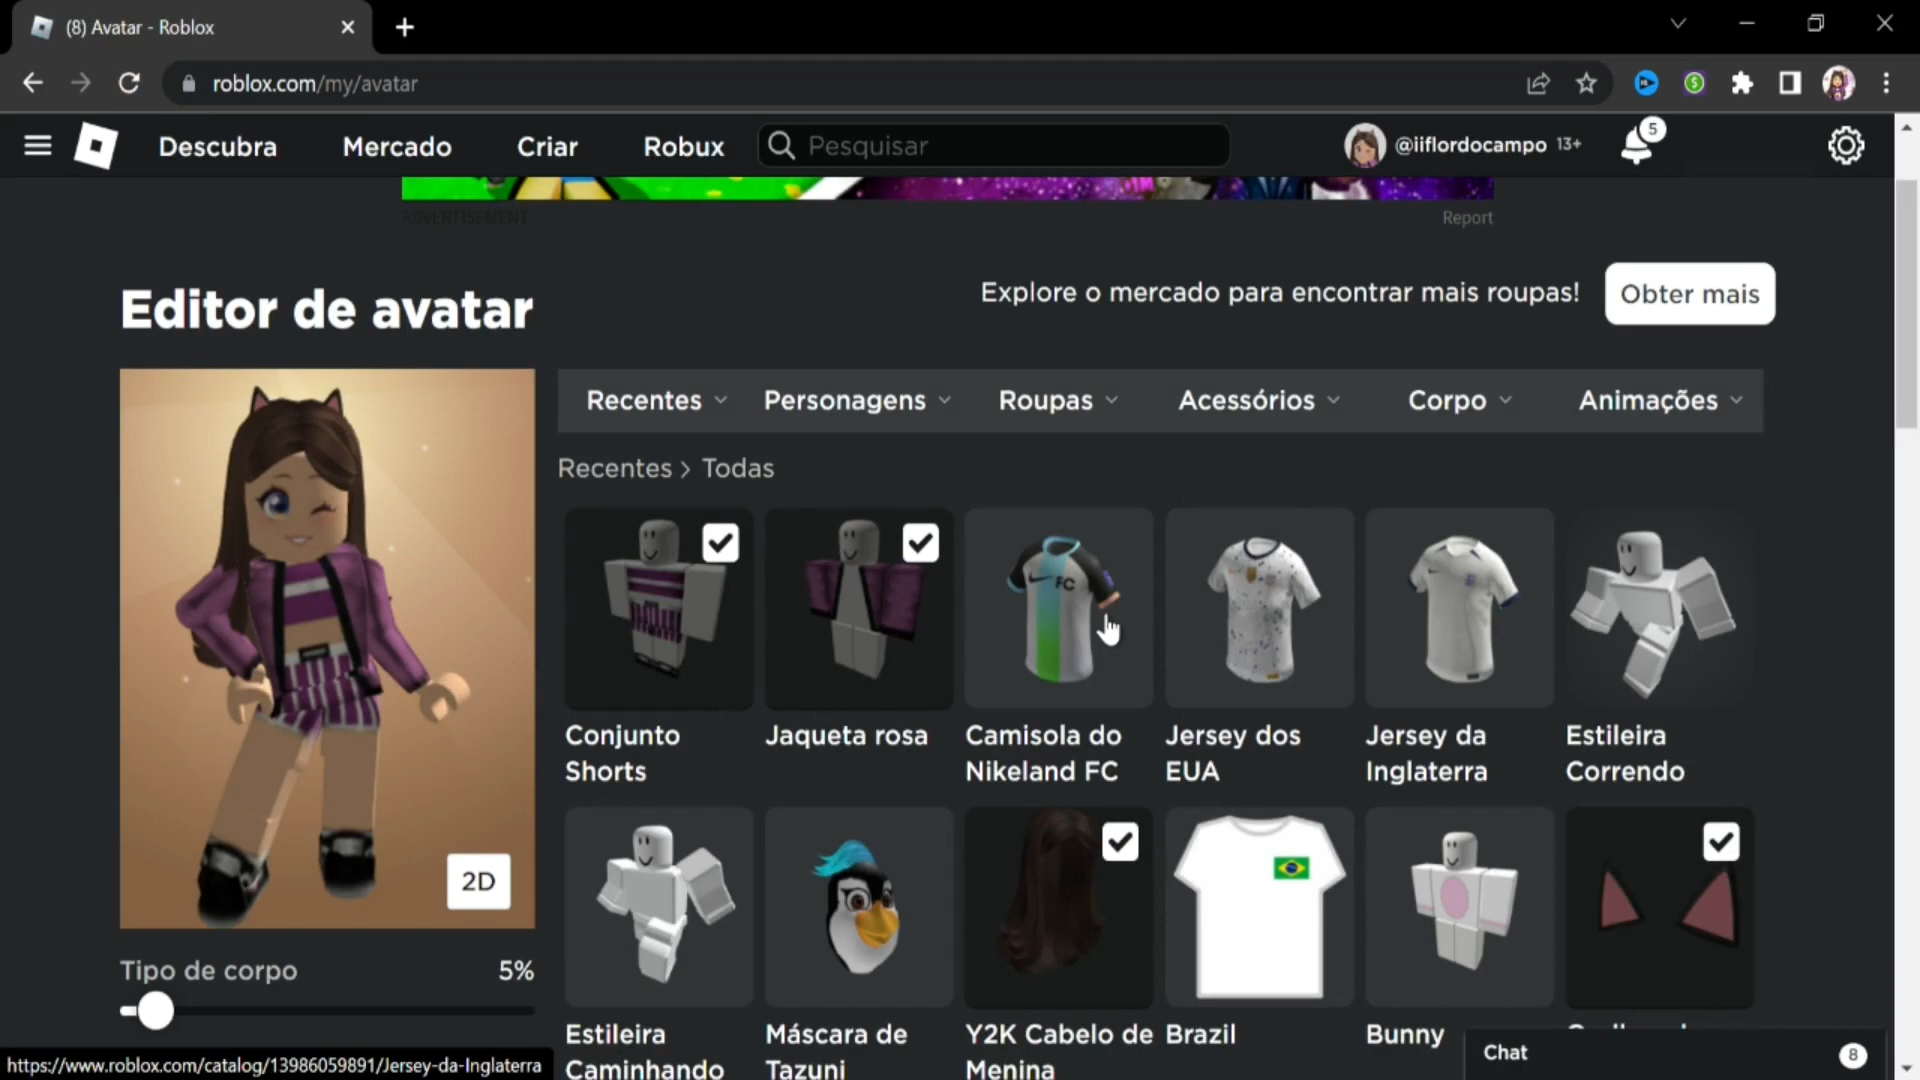 (8) Avatar - Roblox
roblox.com/my/avatar
Descubra
Mercado
Criar
Robux
Pesquisar
@iiflordocampo 13+
5
ADVERTISEMENT
Report
Editor de avatar
Explore o mercado para encontrar mais roupas!
Obter mais
Recentes
Personagens
Roupas
Acessórios
Corpo
Animações
Recentes > Todas
FC
Conjunto
Shorts
Jaqueta rosa
Camisola do
Nikeland FC
Jersey dos
EUA
Jersey da
Inglaterra
Estileira
Correndo
2D
Tipo de corpo
5%
Estileira
Caminhando
Máscara de
Tazuni
Y2K Cabelo de
Menina
Brazil
Bunny
Chat
8
https://www.roblox.com/catalog/13986059891/Jersey-da-Inglaterra